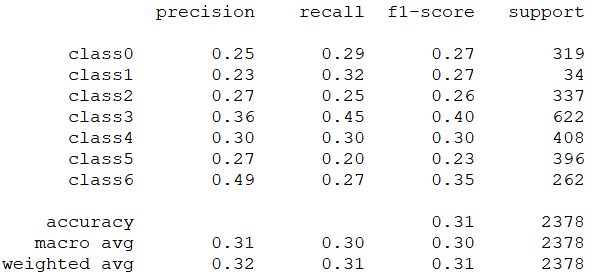 precision recall f1-score support
class0 0.25 0.29 0.27 319
class1 0.23 0.32 0.27 34
class2 0.27 0.25 0.26 337
class3 0.36 0.45 0.40 622
class4 0.30 0.30 0.30 408
class5 0.27 0.20 0.23 396
class6 0.49 0.27 0.35 262
accuracy 0.31 2378
macro avg 0.31 0.30 0.30 2378
weighted avg 0.32 0.31 0.31 2378